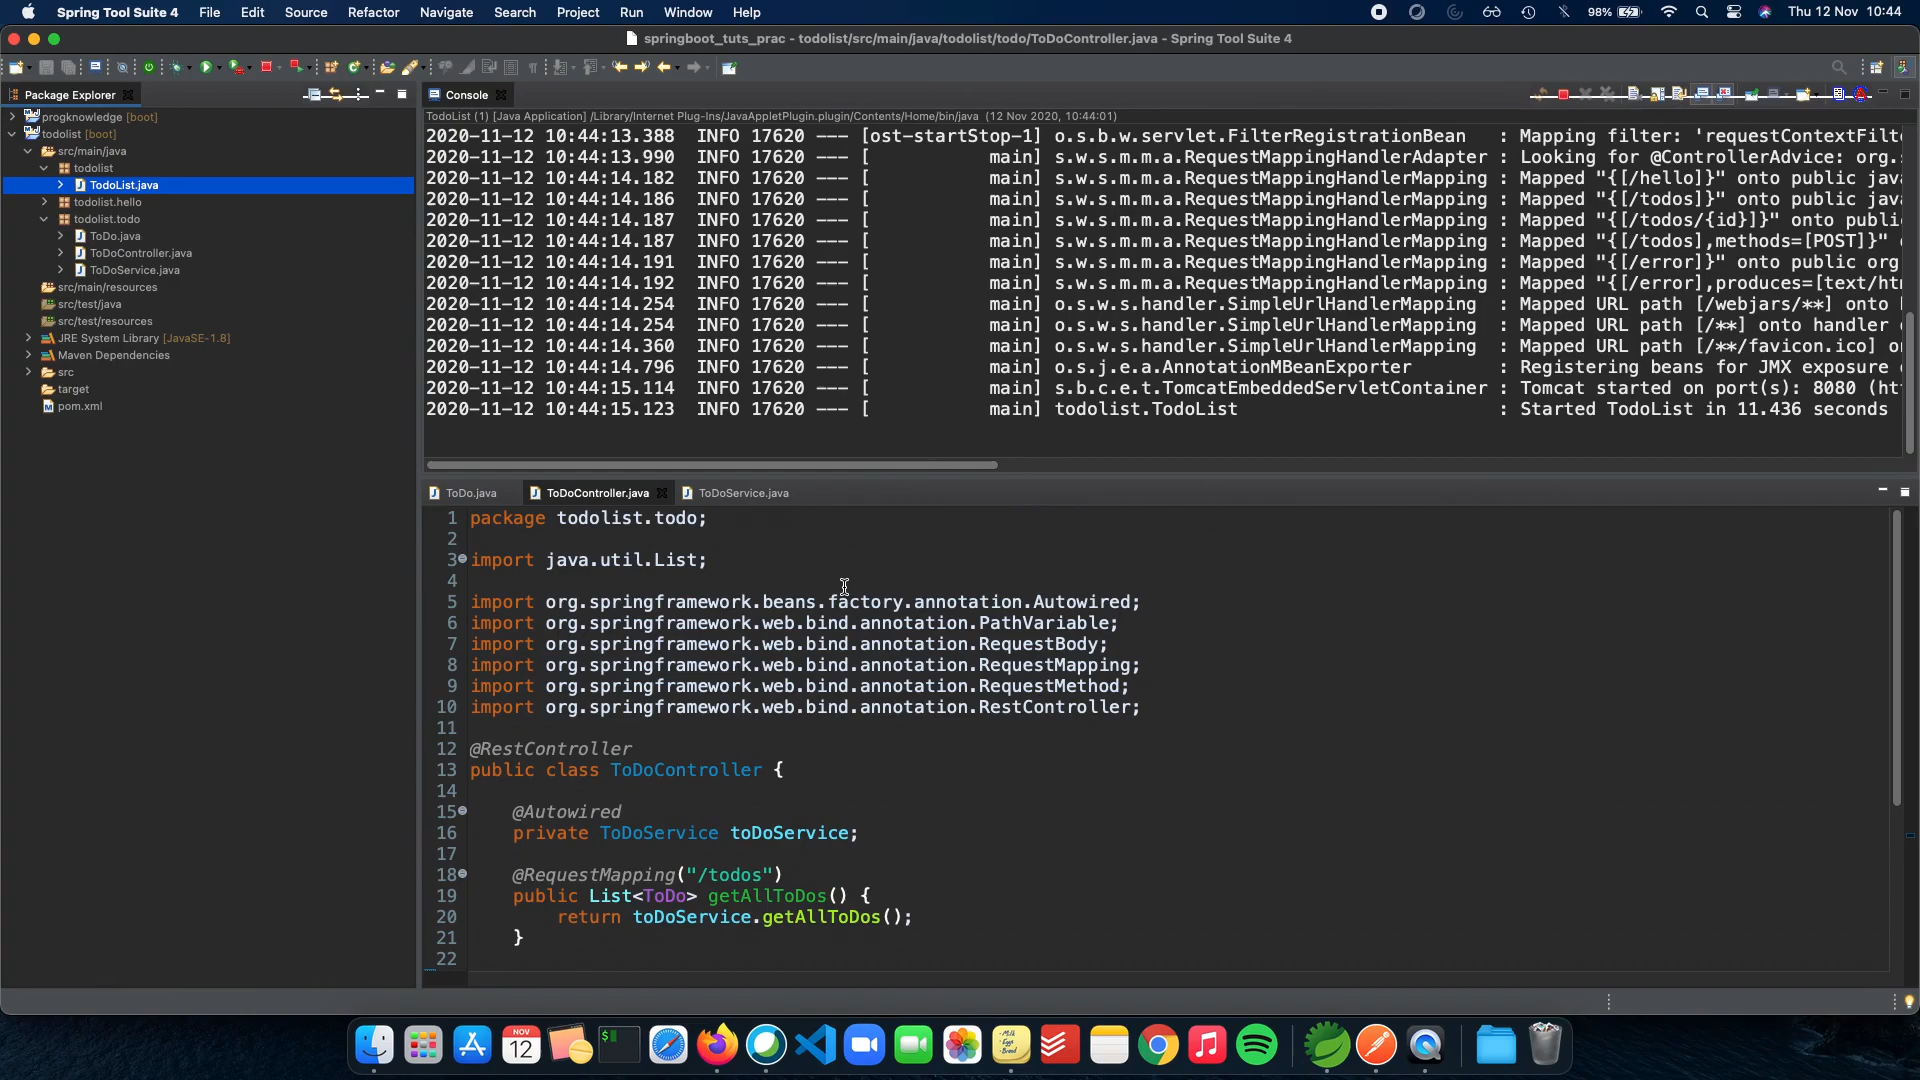 Spring Tool Suite 4 File Edit Source Refactor Navigate Search Project Run Window Help 98% Thu 12 Nov 10:44
springboot_tuts_prac - todolist/src/main/java/todolist/todo/ToDoController.java - Spring Tool Suite 4
Package Explorer
progknowledge [boot]
todolist [boot]
src/main/java
todolist
TodoList.java
todolist.hello
todolist.todo
ToDo.java
ToDoController.java
ToDoService.java
src/main/resources
src/test/java
src/test/resources
JRE System Library [JavaSE-1.8]
Maven Dependencies
src
target
pom.xml
Console
TodoList (1) [Java Application] /Library/Internet Plug-Ins/JavaAppletPlugin.plugin/Contents/Home/bin/java (12 Nov 2020, 10:44:01)
2020-11-12 10:44:13.388 INFO 17620 --- [ost-startStop-1] o.s.b.w.servlet.FilterRegistrationBean : Mapping filter: 'requestContextFilt
2020-11-12 10:44:13.990 INFO 17620 --- [ main] s.w.s.m.m.a.RequestMappingHandlerAdapter : Looking for @ControllerAdvice: org.
2020-11-12 10:44:14.182 INFO 17620 --- [ main] s.w.s.m.m.a.RequestMappingHandlerMapping : Mapped "{[/hello]}" onto public jav
2020-11-12 10:44:14.186 INFO 17620 --- [ main] s.w.s.m.m.a.RequestMappingHandlerMapping : Mapped "{[/todos]}" onto public jav
2020-11-12 10:44:14.187 INFO 17620 --- [ main] s.w.s.m.m.a.RequestMappingHandlerMapping : Mapped "{[/todos/{id}]}" onto publi
2020-11-12 10:44:14.187 INFO 17620 --- [ main] s.w.s.m.m.a.RequestMappingHandlerMapping : Mapped "{[/todos],methods=[POST]}"
2020-11-12 10:44:14.191 INFO 17620 --- [ main] s.w.s.m.m.a.RequestMappingHandlerMapping : Mapped "{[/error]}" onto public org
2020-11-12 10:44:14.192 INFO 17620 --- [ main] s.w.s.m.m.a.RequestMappingHandlerMapping : Mapped "{[/error],produces=[text/ht
2020-11-12 10:44:14.254 INFO 17620 --- [ main] o.s.w.s.handler.SimpleUrlHandlerMapping : Mapped URL path [/webjars/**] onto
2020-11-12 10:44:14.254 INFO 17620 --- [ main] o.s.w.s.handler.SimpleUrlHandlerMapping : Mapped URL path [/**] onto handler
2020-11-12 10:44:14.360 INFO 17620 --- [ main] o.s.w.s.handler.SimpleUrlHandlerMapping : Mapped URL path [/**/favicon.ico] o
2020-11-12 10:44:14.796 INFO 17620 --- [ main] o.s.j.e.a.AnnotationMBeanExporter : Registering beans for JMX exposure
2020-11-12 10:44:15.114 INFO 17620 --- [ main] s.b.c.e.t.TomcatEmbeddedServletContainer : Tomcat started on port(s): 8080 (ht
2020-11-12 10:44:15.123 INFO 17620 --- [ main] todolist.TodoList : Started TodoList in 11.436 seconds
ToDo.java ToDoController.java ToDoService.java
1 package todolist.todo;
2
3 import java.util.List;
4
5 import org.springframework.beans.factory.annotation.Autowired;
6 import org.springframework.web.bind.annotation.PathVariable;
7 import org.springframework.web.bind.annotation.RequestBody;
8 import org.springframework.web.bind.annotation.RequestMapping;
9 import org.springframework.web.bind.annotation.RequestMethod;
10 import org.springframework.web.bind.annotation.RestController;
11
12 @RestController
13 public class ToDoController {
14
15 @Autowired
16 private ToDoService toDoService;
17
18 @RequestMapping("/todos")
19 public List<ToDo> getAllToDos() {
20 return toDoService.getAllToDos();
21 }
22
NOV
12
$
Milk
Eggs
Bread